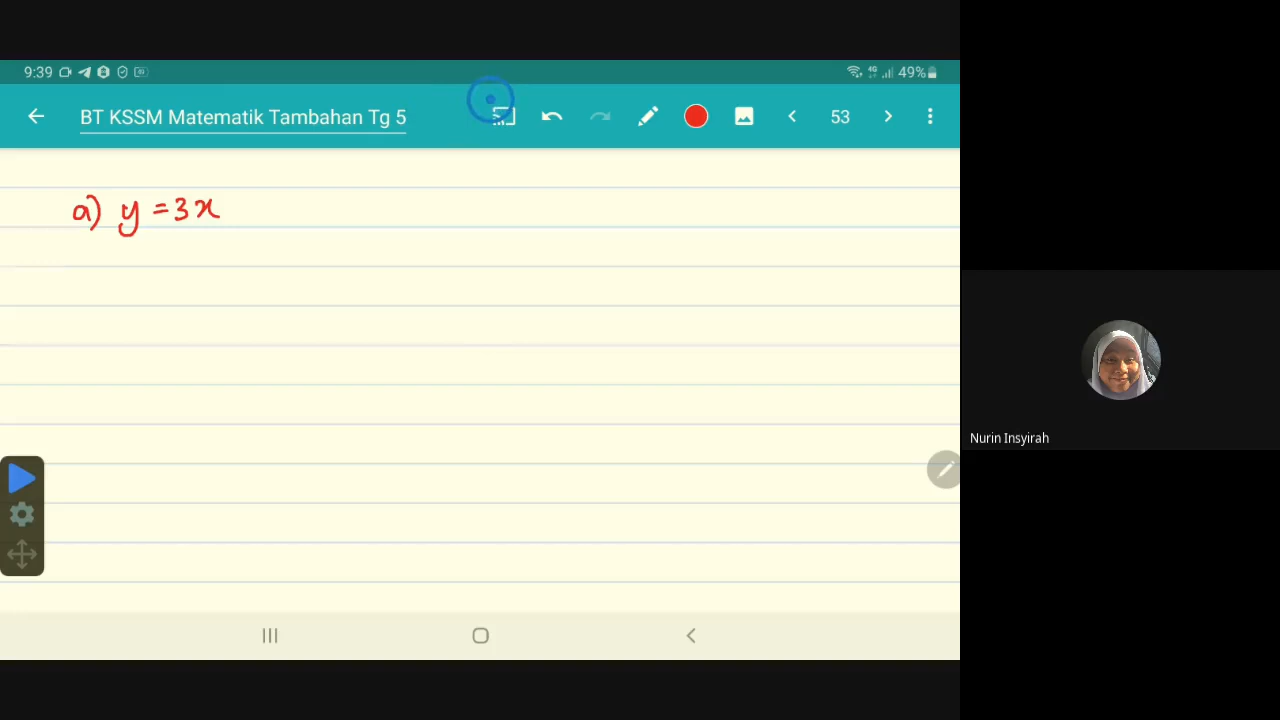 9:39 49%
BT KSSM Matematik Tambahan Tg 5 53
a) y = 3x
Nurin Insyirah